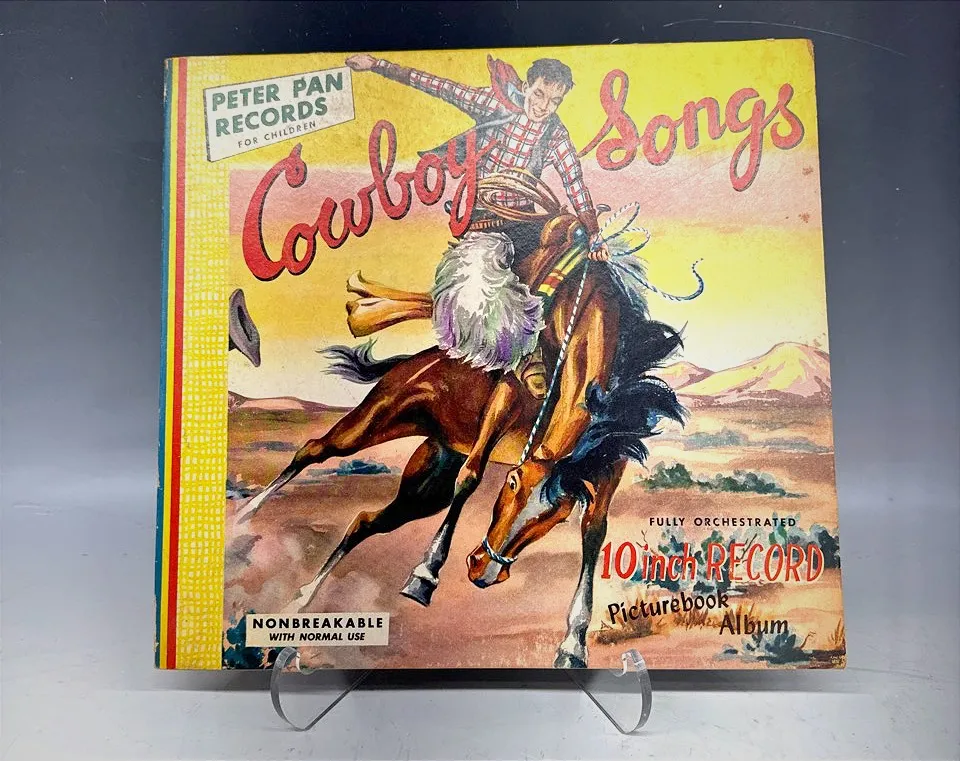 PETER PAN
RECORDS
FOR CHILDREN
Cowboy Songs
FULLY ORCHESTRATED
10 inch RECORD
Picturebook
Album
NONBREAKABLE
WITH NORMAL USE